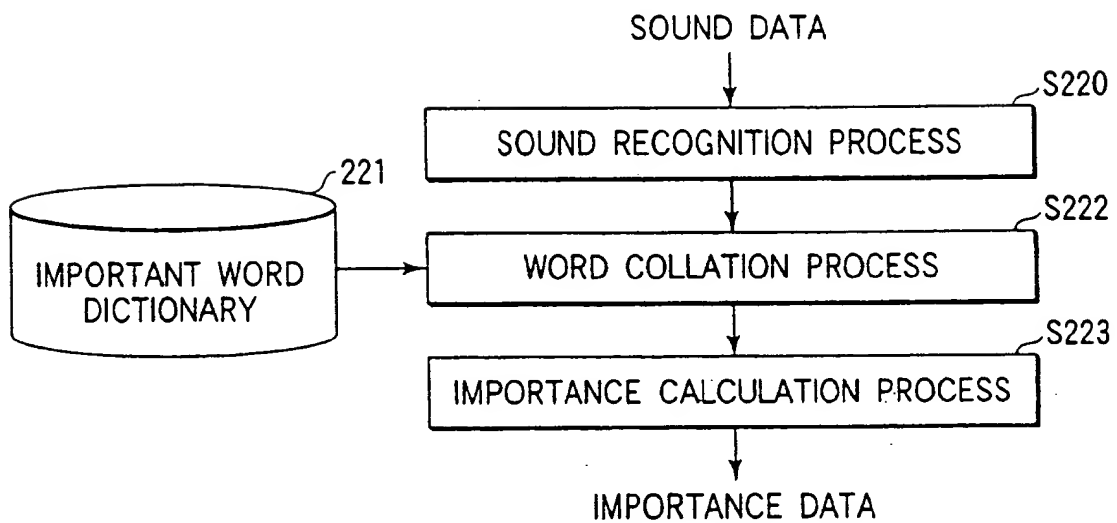 SOUND DATA
S220
SOUND RECOGNITION PROCESS
221
S222
IMPORTANT WORD
DICTIONARY
WORD COLLATION PROCESS
S223
IMPORTANCE CALCULATION PROCESS
IMPORTANCE DATA